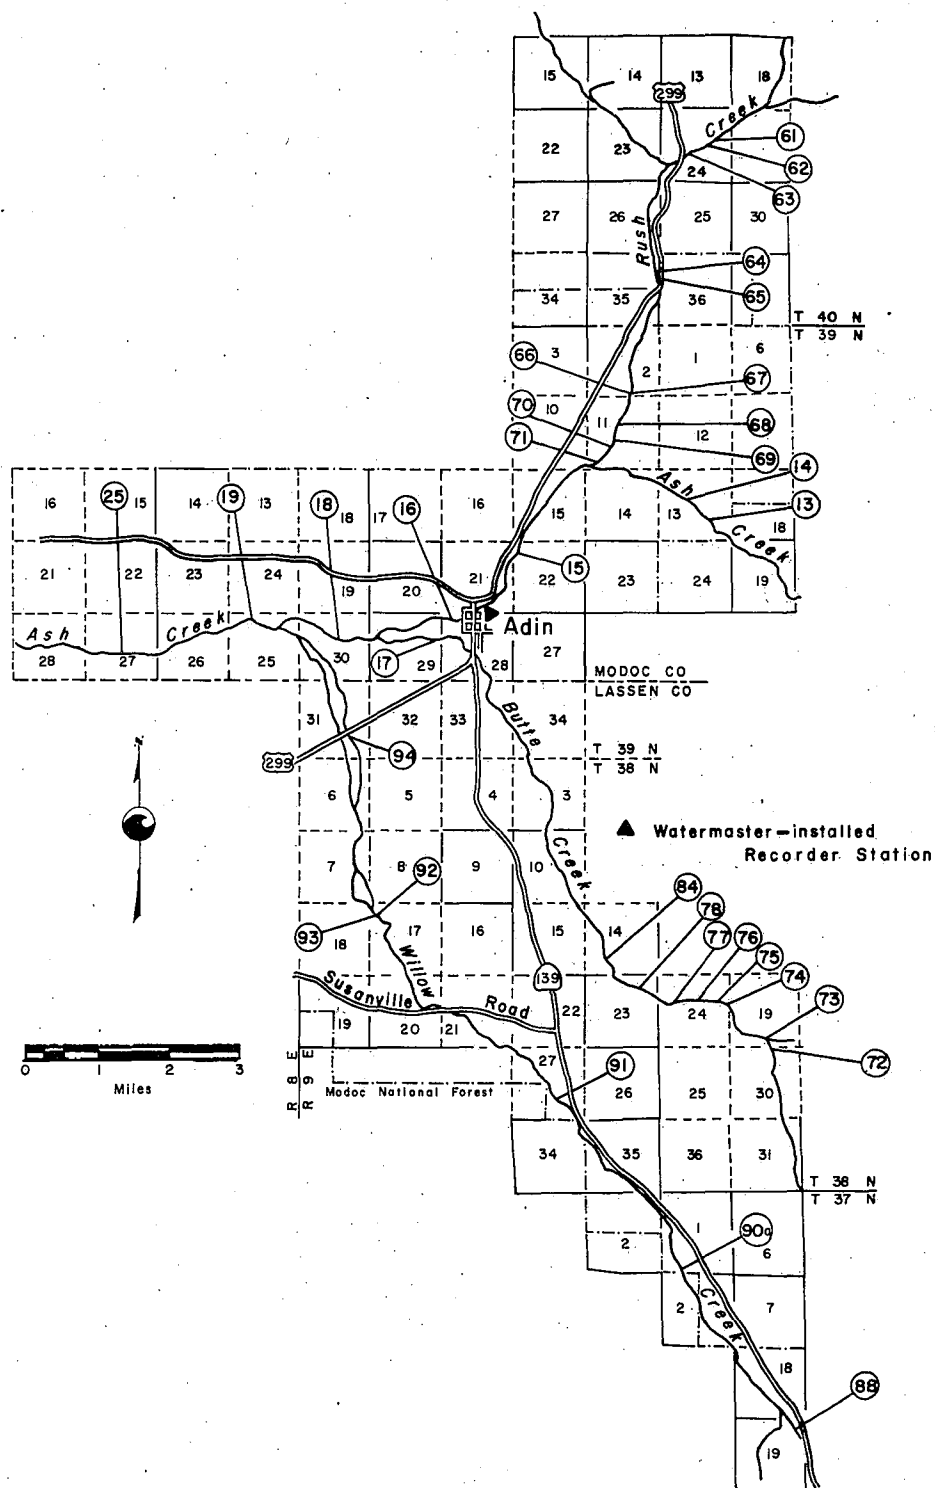 15 14 13 18
299
Creek
61
22 23 24
62
63
27 26 25 30
Rush
64
34 35 36
65
T 40 N
T 39 N
66
3 2 1 6
67
70
10 11 12
68
71
69
14
Ash
13
Creek
16 25 15 14 19 13 18 18 17 16 16 15 14 13 18
21 22 23 24 19 20 21 22 23 24 19
15
Adin
Ash Creek
28 27 26 25 30 17 29 28 27
MODOC CO
LASSEN CO
31 32 33 34
Butte
94
299
T 39 N
T 38 N
6 5 4 3
Watermaster-installed
Recorder Station
7 8 9 10
Creek
92
84
78
93
18 17 16 15 14
77
76
75
74
Willow
139
73
Susanville Road
19 20 21 22 23 24 19
72
0 1 2 3
Miles
R 8 E
R 9 E
Modoc National Forest
27 91 26 25 30
34 35 36 31
T 38 N
T 37 N
2 1 90a 6
Creek
2 7
18
88
19